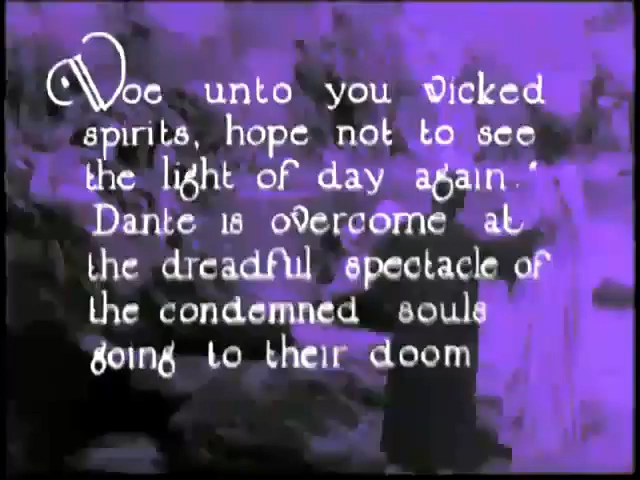 Woe unto you wicked
spirits, hope not to see
the light of day again."
Dante is overcome at
the dreadful spectacle of
the condemned souls
going to their doom